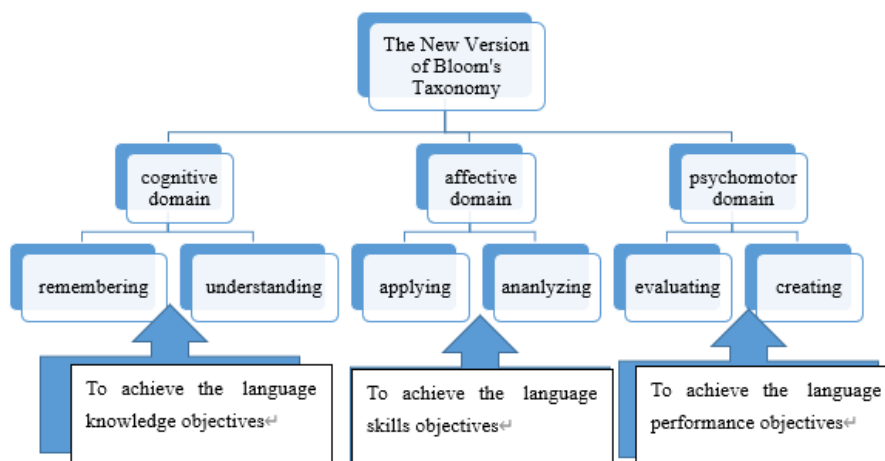 The New Version
of Bloom's
Taxonomy
cognitive
domain
affective
domain
psychomotor
domain
remembering
understanding
applying
ananlyzing
evaluating
creating
To achieve the language
knowledge objectives↵
To achieve the language
skills objectives↵
To achieve the language
performance objectives↵